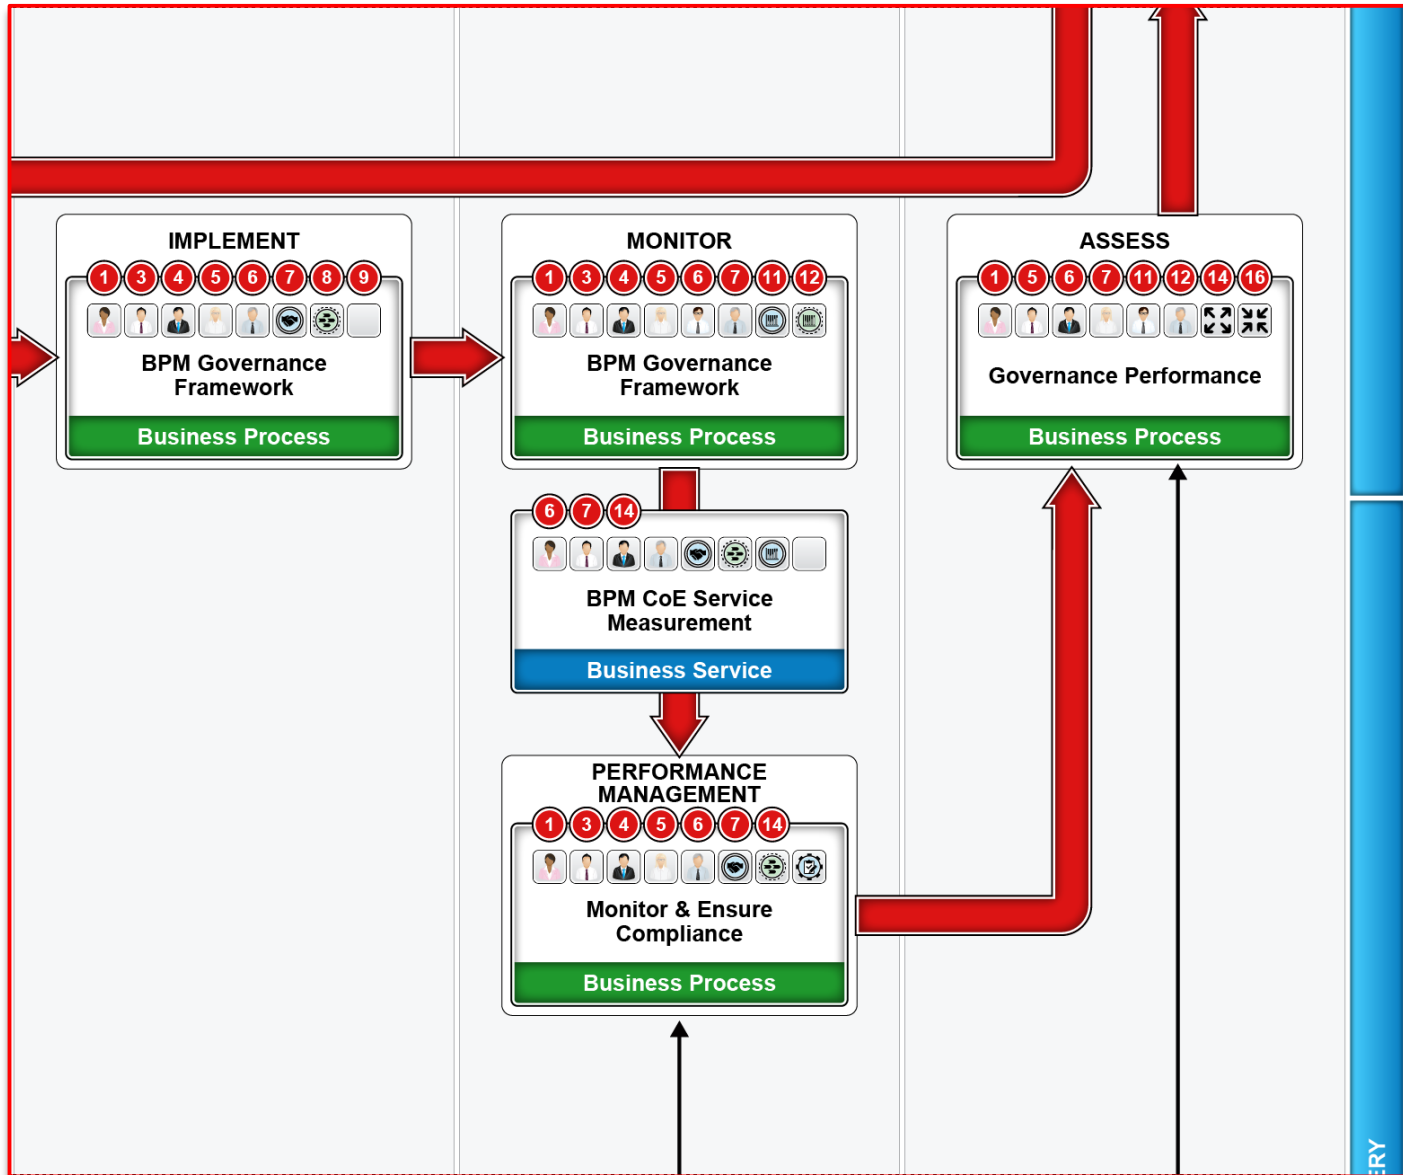 IMPLEMENT
1 3 4 5 6 7 8 9
BPM Governance
Framework
Business Process
MONITOR
1 3 4 5 6 7 11 12
BPM Governance
Framework
Business Process
ASSESS
1 5 6 7 11 12 14 16
Governance Performance
Business Process
6 7 14
BPM CoE Service
Measurement
Business Service
PERFORMANCE
MANAGEMENT
1 3 4 5 6 7 14
Monitor & Ensure
Compliance
Business Process
ERY